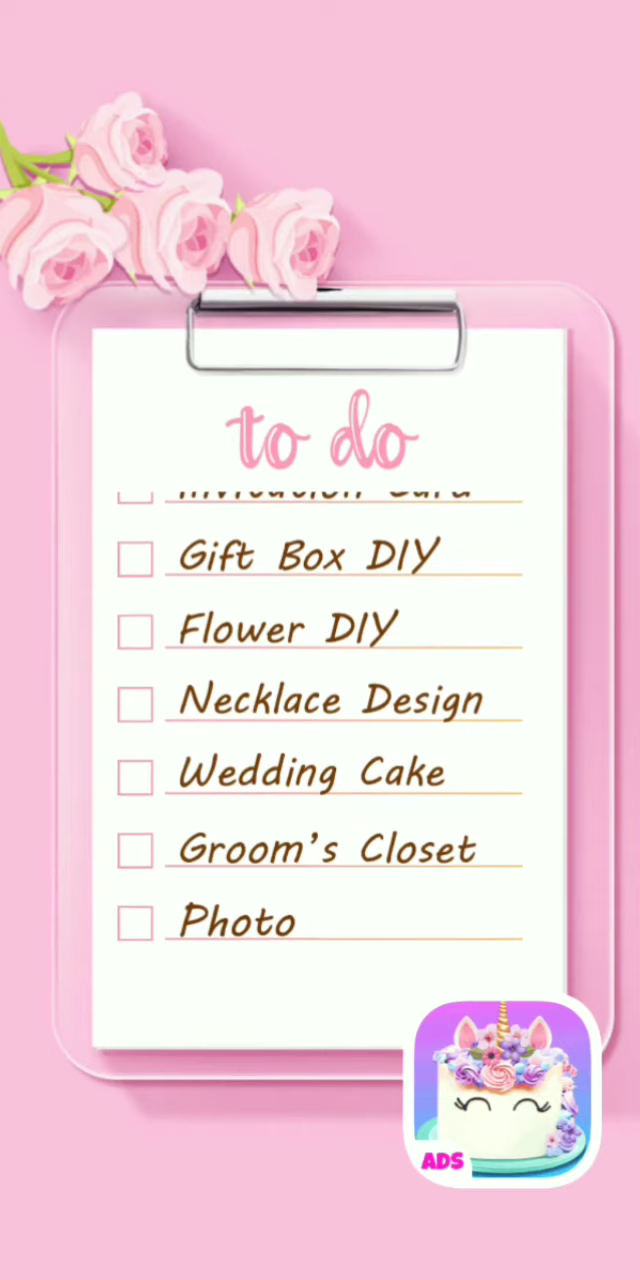 to do
Gift Box DIY
Flower DIY
Necklace Design
Wedding Cake
Groom's Closet
Photo
ADS